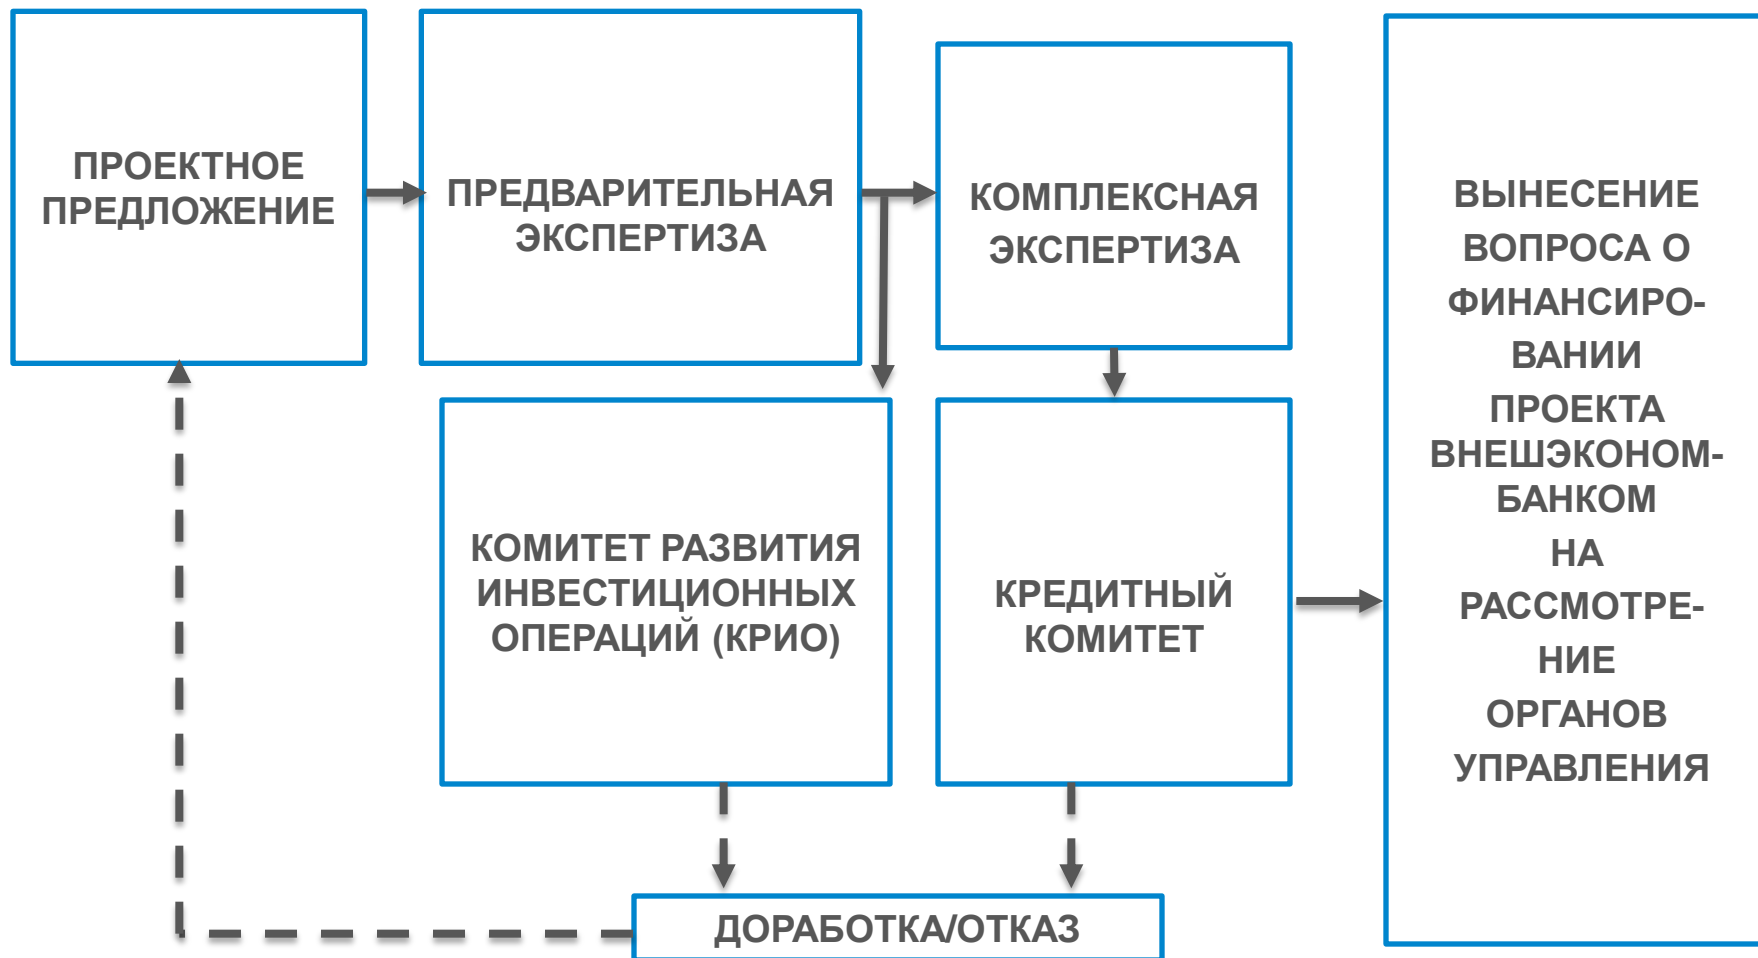 ПРОЕКТНОЕ
ПРЕДЛОЖЕНИЕ
ПРЕДВАРИТЕЛЬНАЯ
ЭКСПЕРТИЗА
КОМПЛЕКСНАЯ
ЭКСПЕРТИЗА
КОМИТЕТ РАЗВИТИЯ
ИНВЕСТИЦИОННЫХ
ОПЕРАЦИЙ (КРИО)
КРЕДИТНЫЙ
КОМИТЕТ
ВЫНЕСЕНИЕ
ВОПРОСА О
ФИНАНСИРО-
ВАНИИ
ПРОЕКТА
ВНЕШЭКОНОМ-
БАНКОМ
НА
РАССМОТРЕ-
НИЕ
ОРГАНОВ
УПРАВЛЕНИЯ
ДОРАБОТКА/ОТКАЗ